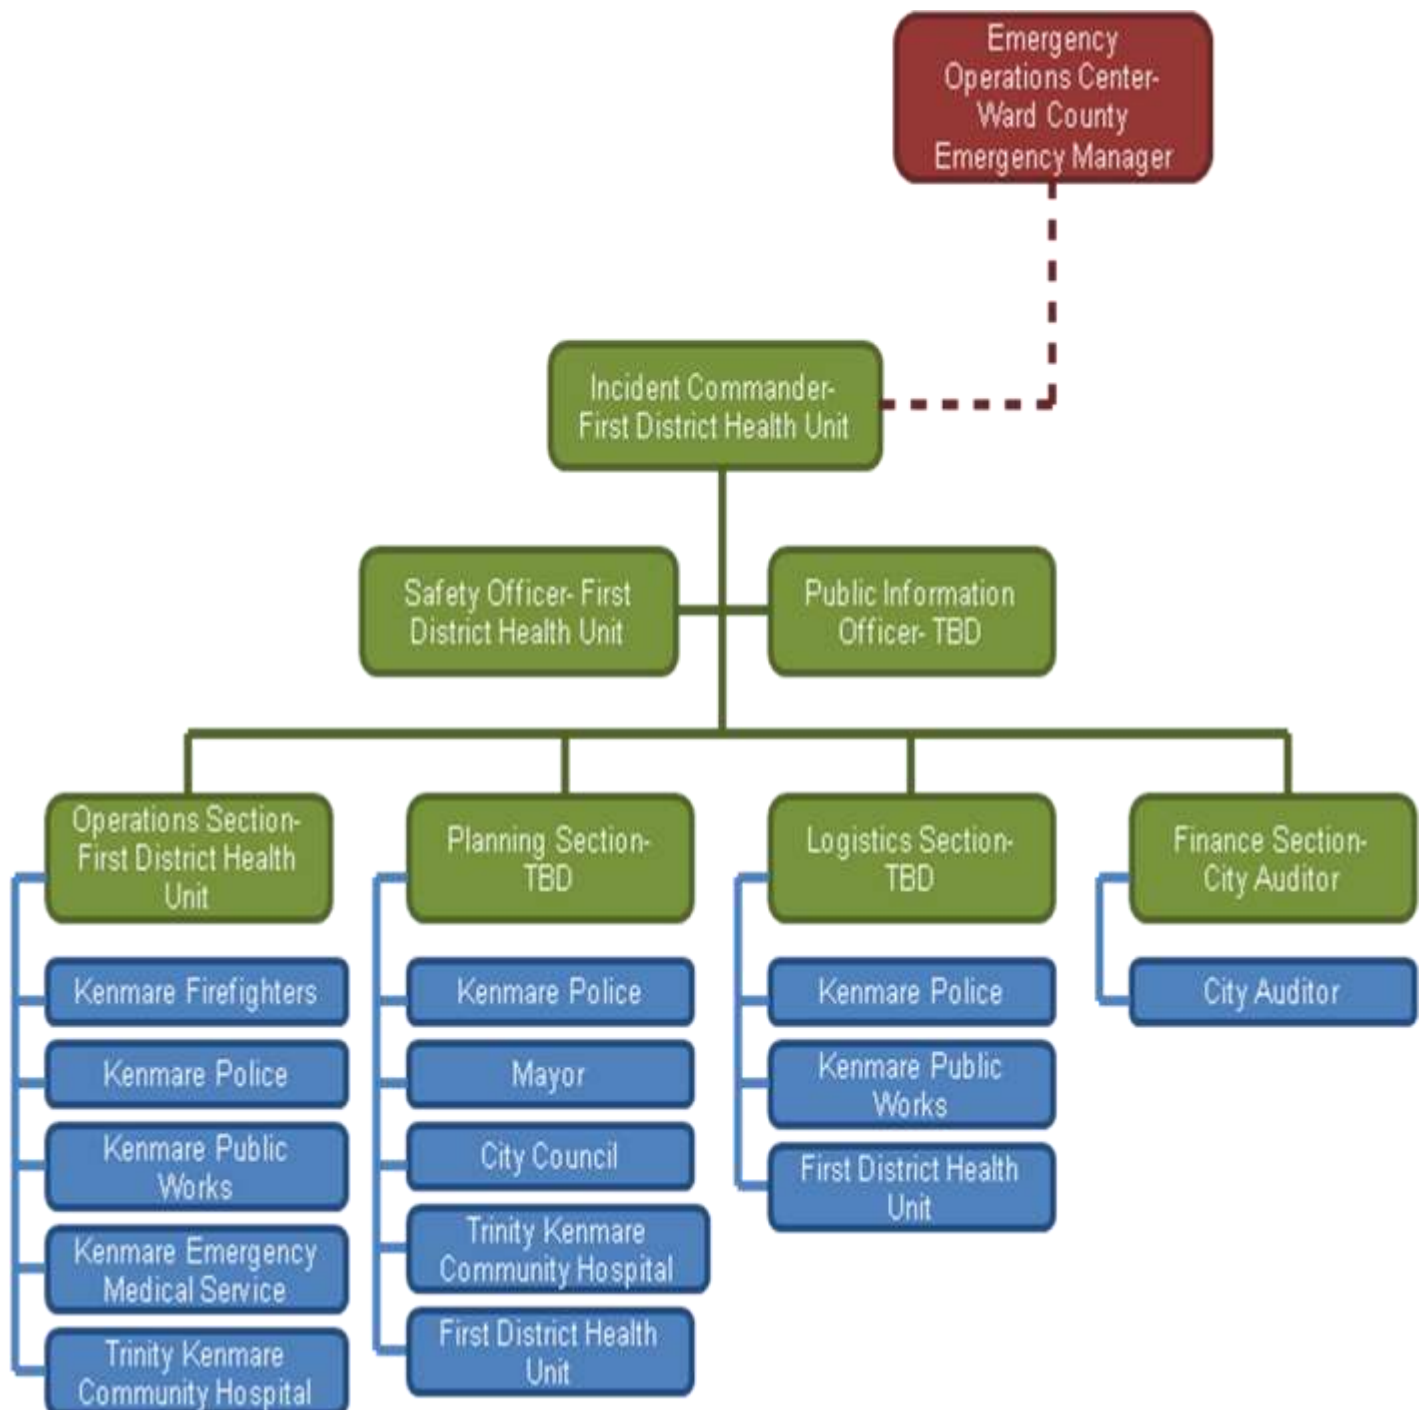 Emergency
Operations Center-
Ward County
Emergency Manager
Incident Commander-
First District Health Unit
Safety Officer- First
District Health Unit
Public Information
Officer- TBD
Operations Section-
First District Health
Unit
Kenmare Firefighters
Kenmare Police
Kenmare Public
Works
Kenmare Emergency
Medical Service
Trinity Kenmare
Community Hospital
Planning Section-
TBD
Kenmare Police
Mayor
City Council
Trinity Kenmare
Community Hospital
First District Health
Unit
Logistics Section-
TBD
Kenmare Police
Kenmare Public
Works
First District Health
Unit
Finance Section-
City Auditor
City Auditor